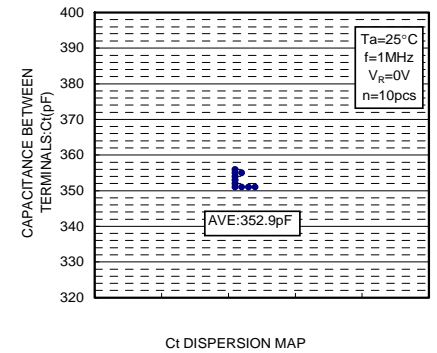 400
390
380
370
360
350
340
330
320
CAPACITANCE BETWEEN
TERMINALS:Ct(pF)
Ta=25°C
f=1MHz
VR=0V
n=10pcs
AVE:352.9pF
Ct DISPERSION MAP